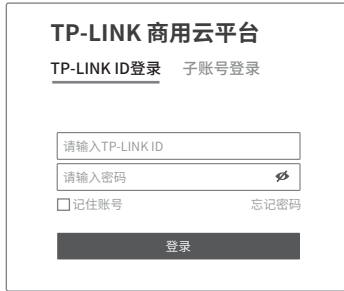 TP-LINK 商用云平台
TP-LINK ID登录 子账号登录
请输入TP-LINK ID
请输入密码
记住账号 忘记密码
登录